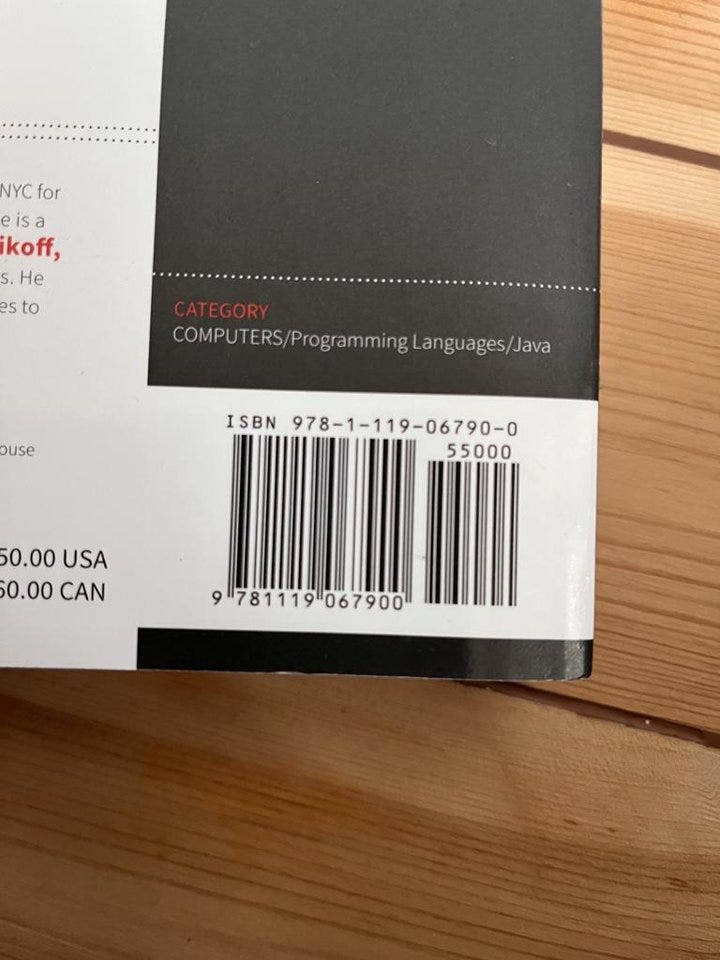 NYC for
e is a
ikoff,
s. He
es to
CATEGORY
COMPUTERS/Programming Languages/Java
ISBN 978-1-119-06790-0
55000
ouse
50.00 USA
60.00 CAN
9 781119 067900